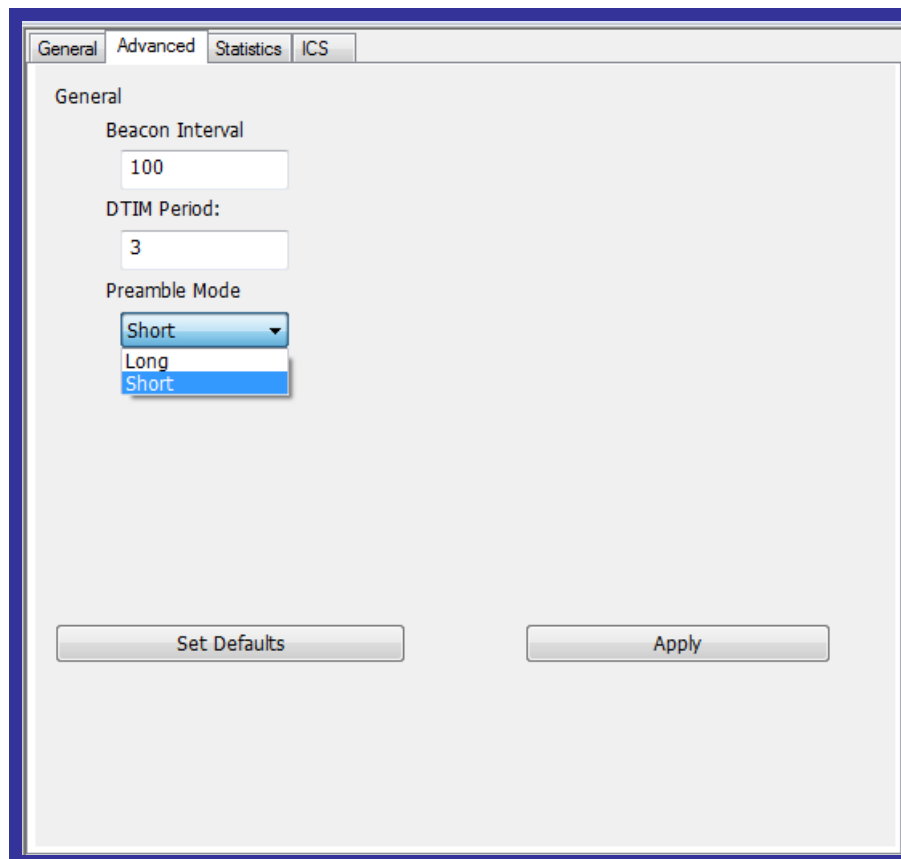 General Advanced Statistics ICS
General
Beacon Interval
100
DTIM Period:
3
Preamble Mode
Short
Long
Short
Set Defaults Apply